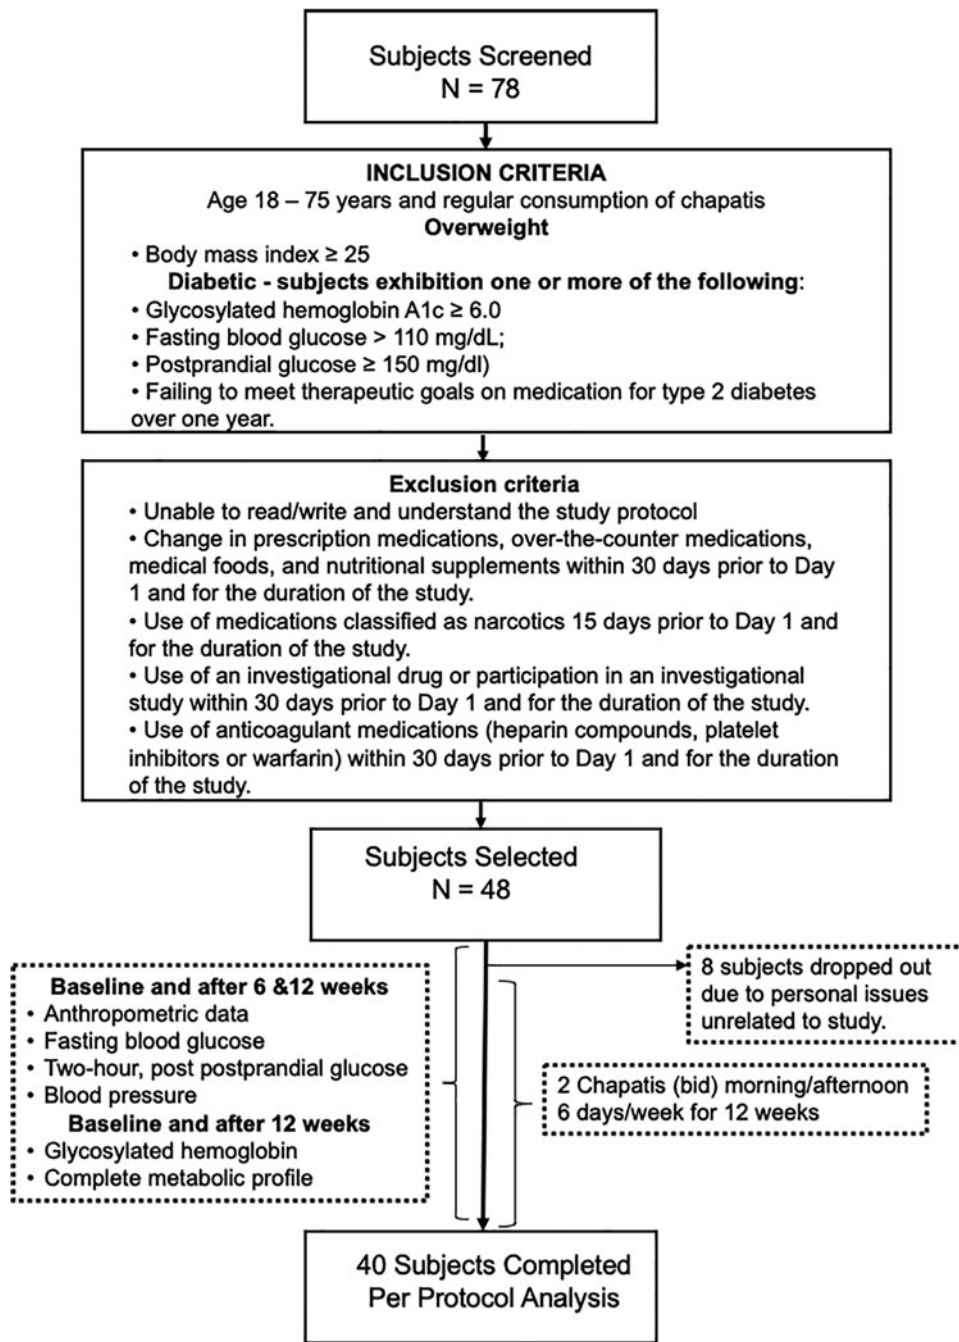 Subjects Screened
N = 78
INCLUSION CRITERIA
Age 18 – 75 years and regular consumption of chapatis
Overweight
• Body mass index ≥ 25
Diabetic - subjects exhibition one or more of the following:
• Glycosylated hemoglobin A1c ≥ 6.0
• Fasting blood glucose > 110 mg/dL;
• Postprandial glucose ≥ 150 mg/dl)
• Failing to meet therapeutic goals on medication for type 2 diabetes
over one year.
Exclusion criteria
• Unable to read/write and understand the study protocol
• Change in prescription medications, over-the-counter medications,
medical foods, and nutritional supplements within 30 days prior to Day
1 and for the duration of the study.
• Use of medications classified as narcotics 15 days prior to Day 1 and
for the duration of the study.
• Use of an investigational drug or participation in an investigational
study within 30 days prior to Day 1 and for the duration of the study.
• Use of anticoagulant medications (heparin compounds, platelet
inhibitors or warfarin) within 30 days prior to Day 1 and for the duration
of the study.
Subjects Selected
N = 48
8 subjects dropped out
due to personal issues
unrelated to study.
Baseline and after 6 &12 weeks
• Anthropometric data
• Fasting blood glucose
• Two-hour, post postprandial glucose
• Blood pressure
Baseline and after 12 weeks
• Glycosylated hemoglobin
• Complete metabolic profile
2 Chapatis (bid) morning/afternoon
6 days/week for 12 weeks
40 Subjects Completed
Per Protocol Analysis